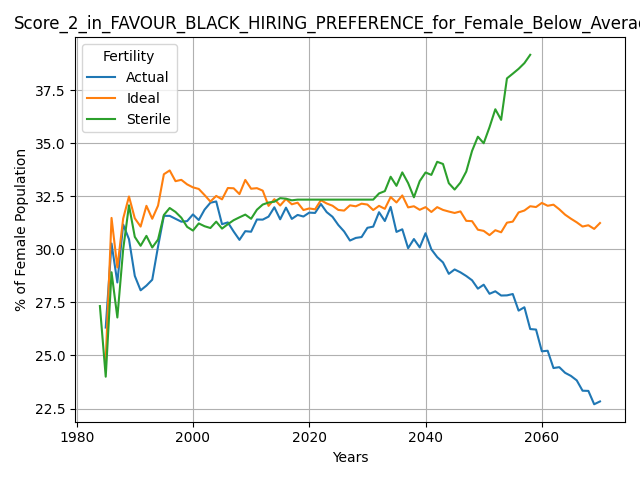 Score_2_in_FAVOUR_BLACK_HIRING_PREFERENCE_for_Female_Below_Avera
Fertility
Actual
Ideal
Sterile
% of Female Population
37.5
35.0
32.5
30.0
27.5
25.0
22.5
1980
2000
2020
2040
2060
Years